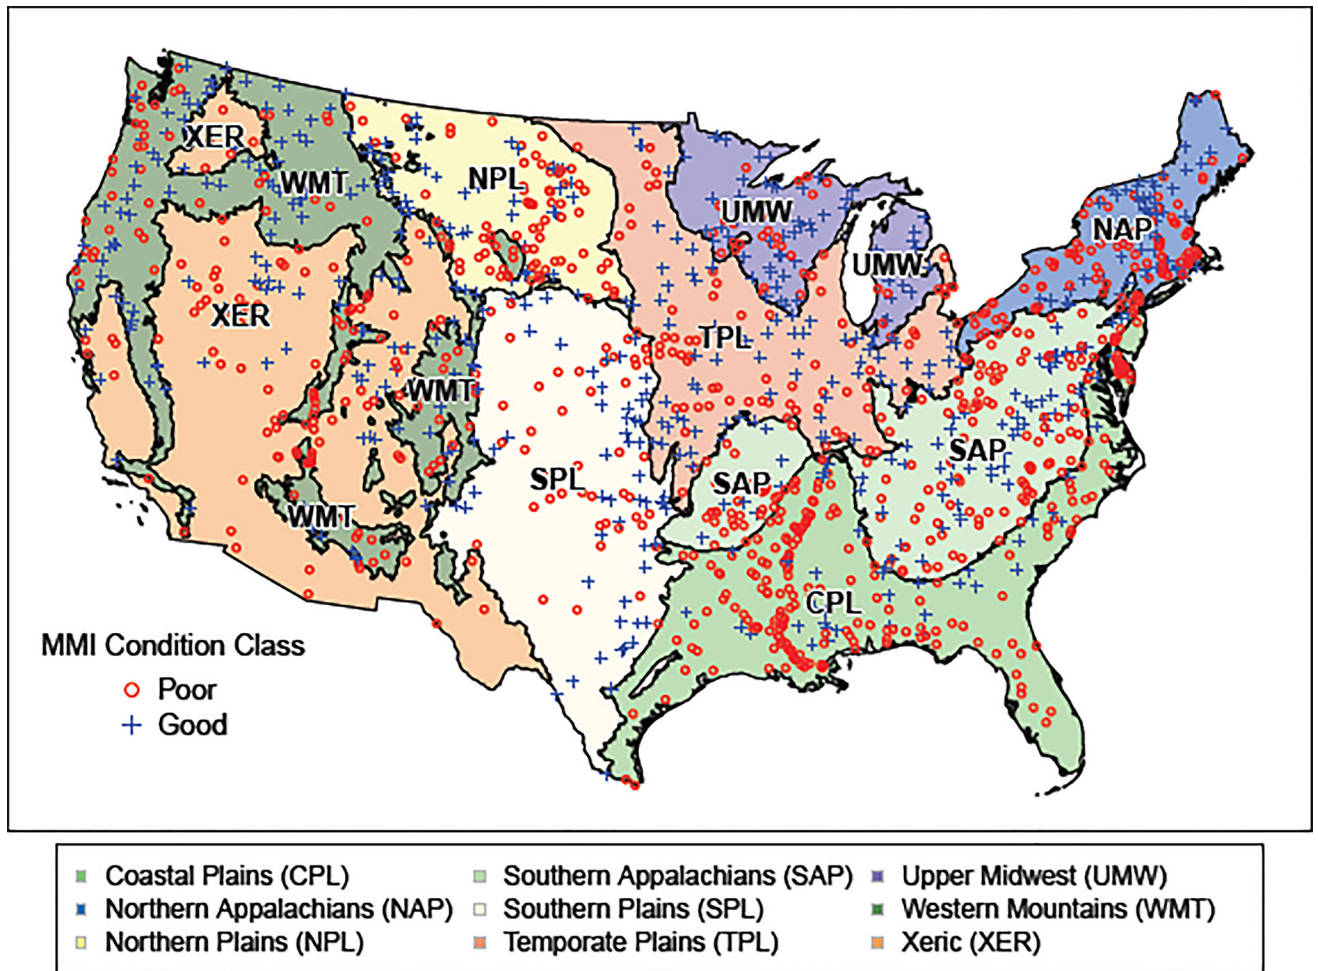 XER
WMT
NPL
UMW
NAP
UMW
XER
TPL
WMT
SAP
SPL
SAP
WMT
CPL
MMI Condition Class
Poor
Good
Coastal Plains (CPL)
Southern Appalachians (SAP)
Upper Midwest (UMW)
Northern Appalachians (NAP)
Southern Plains (SPL)
Western Mountains (WMT)
Northern Plains (NPL)
Temporate Plains (TPL)
Xeric (XER)